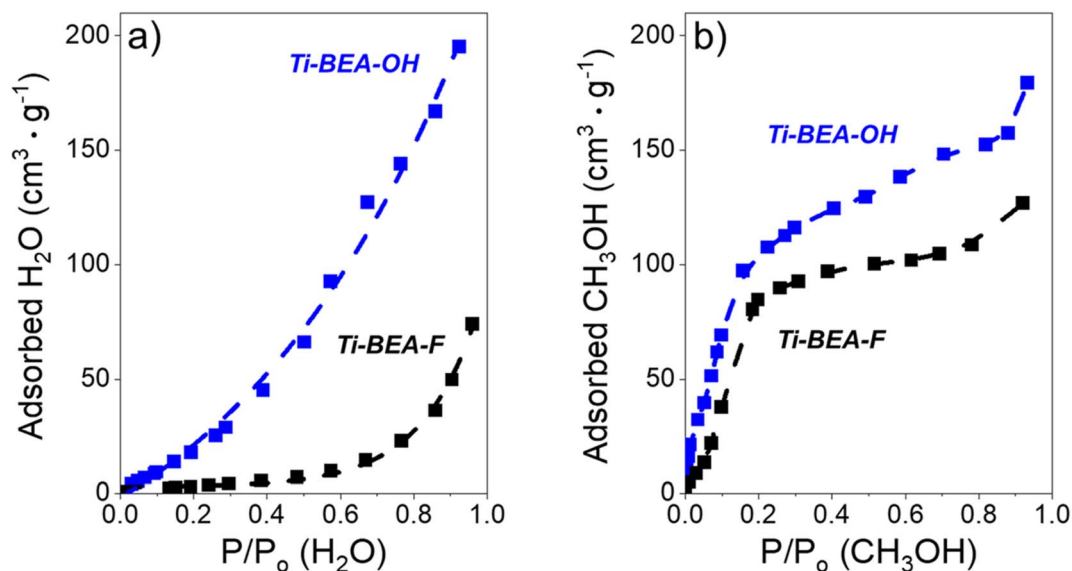 a)
Ti-BEA-OH
Ti-BEA-F
Adsorbed H₂O (cm³ · g⁻¹)
200
150
100
50
0
0.0 0.2 0.4 0.6 0.8 1.0
P/Pₒ (H₂O)
b)
Ti-BEA-OH
Ti-BEA-F
Adsorbed CH₃OH (cm³ · g⁻¹)
200
150
100
50
0
0.0 0.2 0.4 0.6 0.8 1.0
P/Pₒ (CH₃OH)